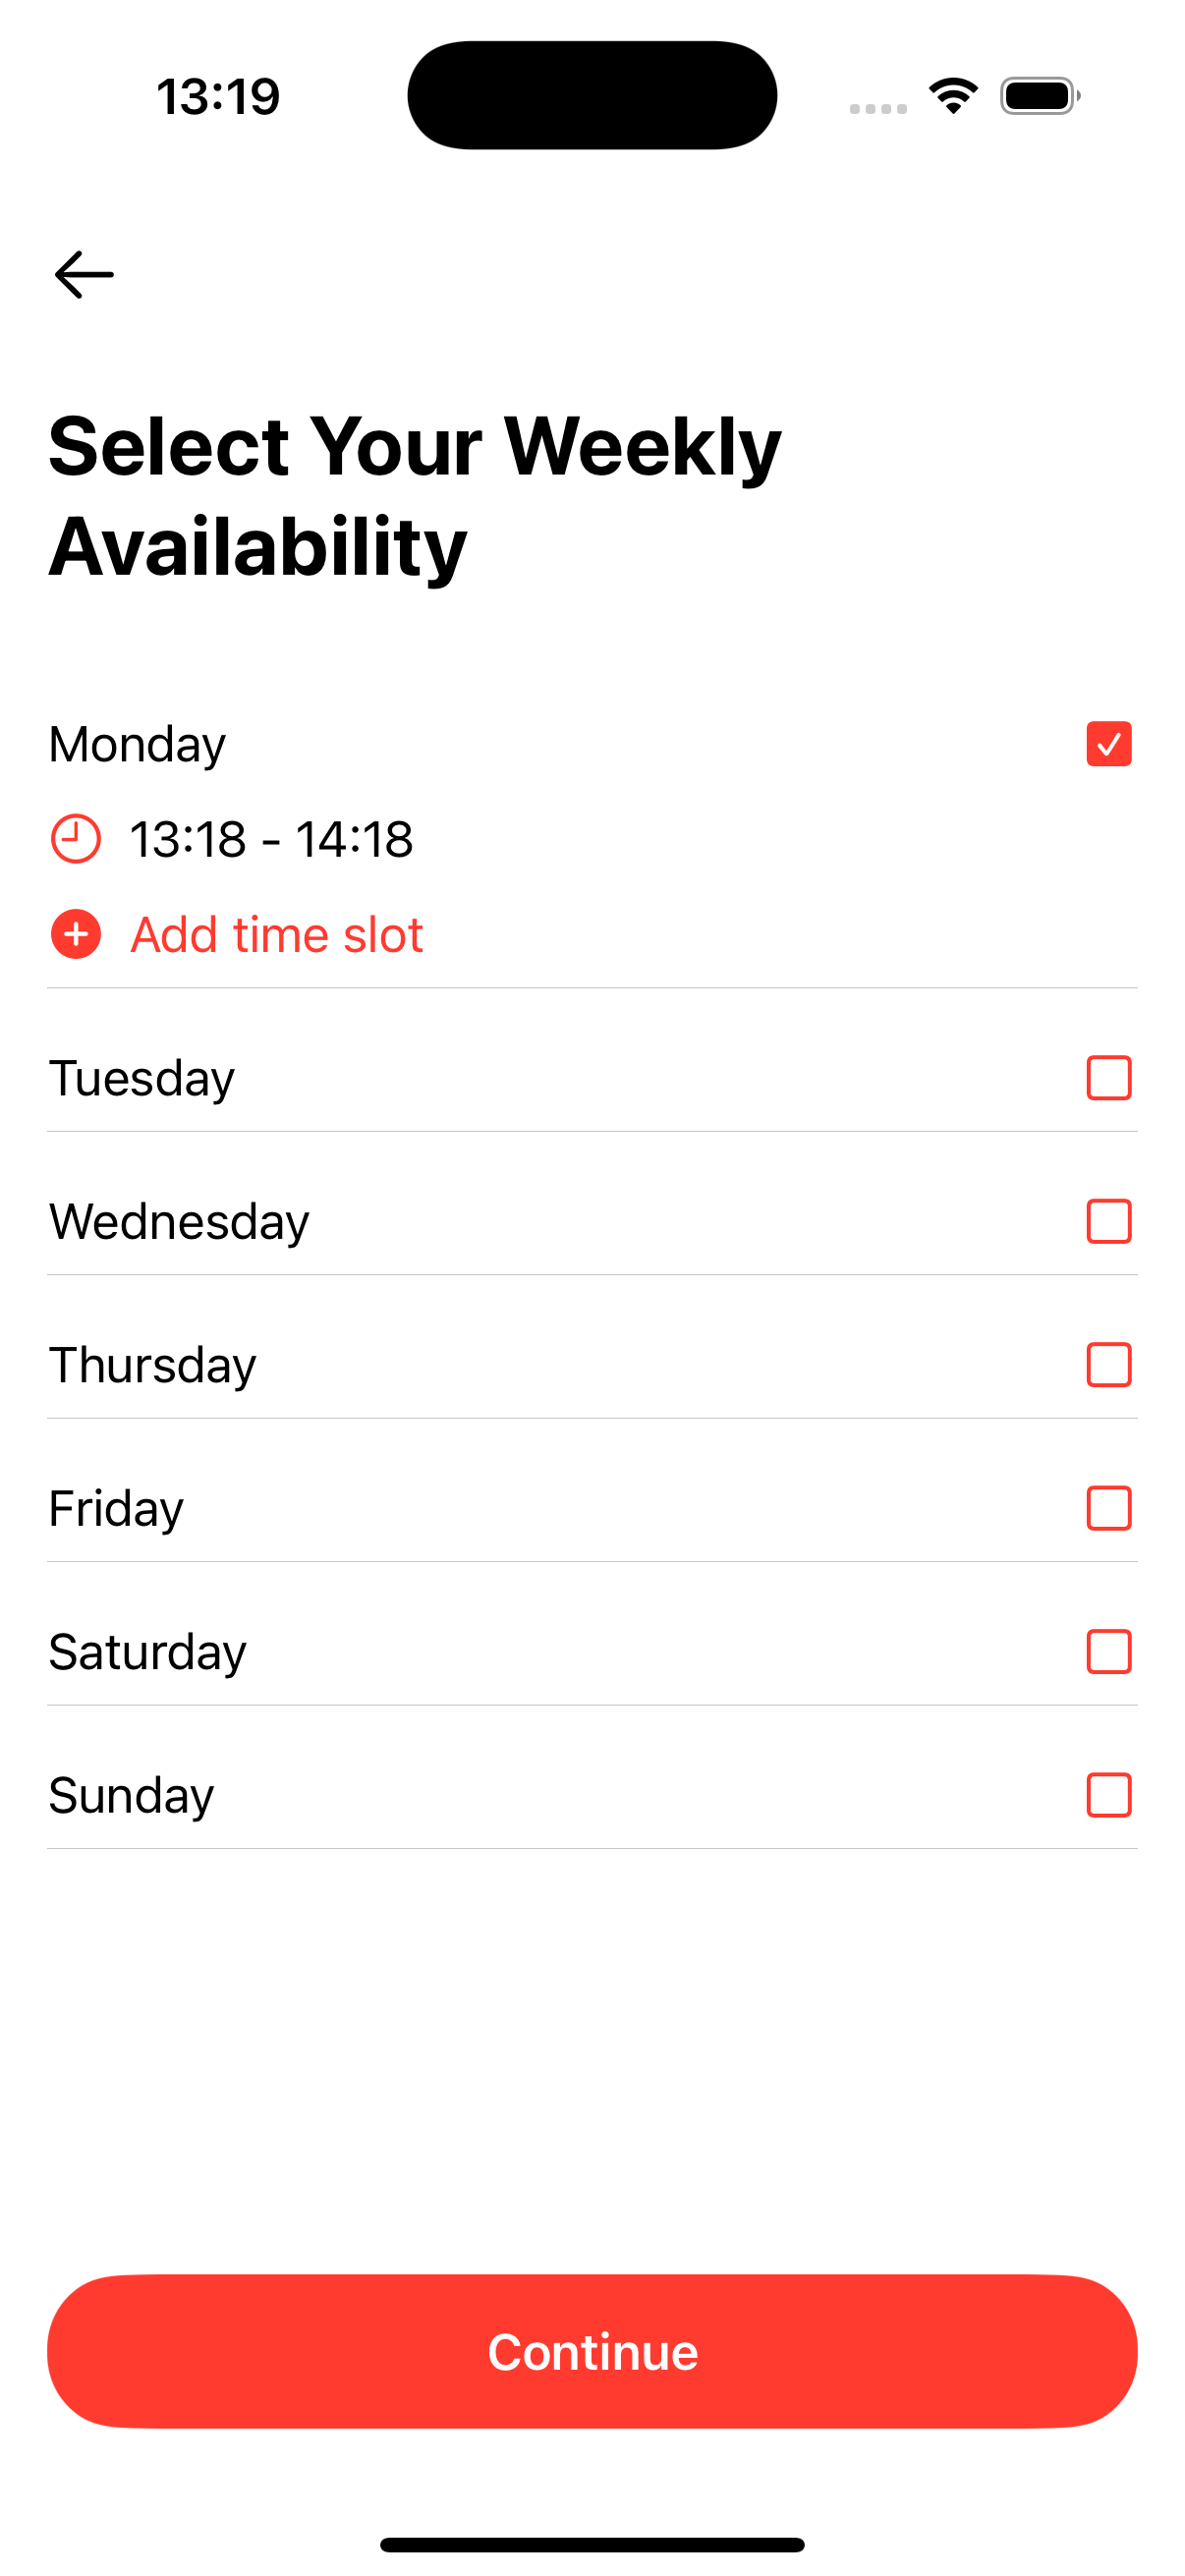 13:19
Select Your Weekly
Availability
Monday
13:18 - 14:18
Add time slot
Tuesday
Wednesday
Thursday
Friday
Saturday
Sunday
Continue